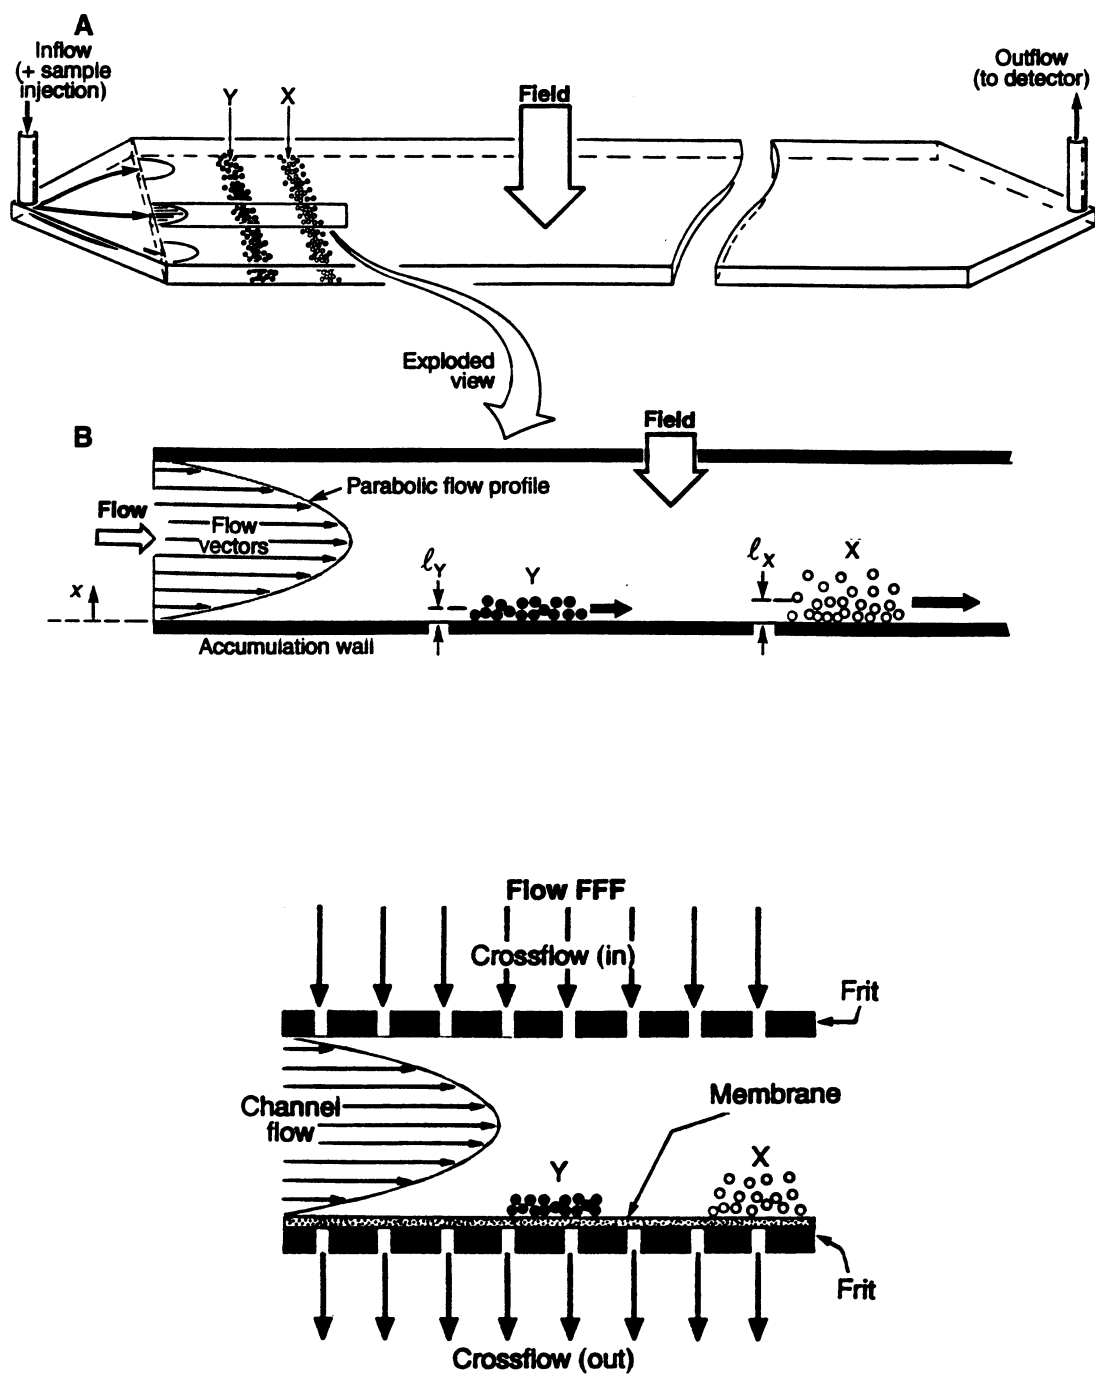 A
Inflow
(+ sample
injection)
Y
X
Field
Outflow
(to detector)
Exploded
view
B
Field
Parabolic flow profile
Flow
Flow
vectors
x
ℓY
Y
ℓX
X
Accumulation wall
Flow FFF
Crossflow (in)
Frit
Membrane
Channel
flow
Y
X
Frit
Crossflow (out)